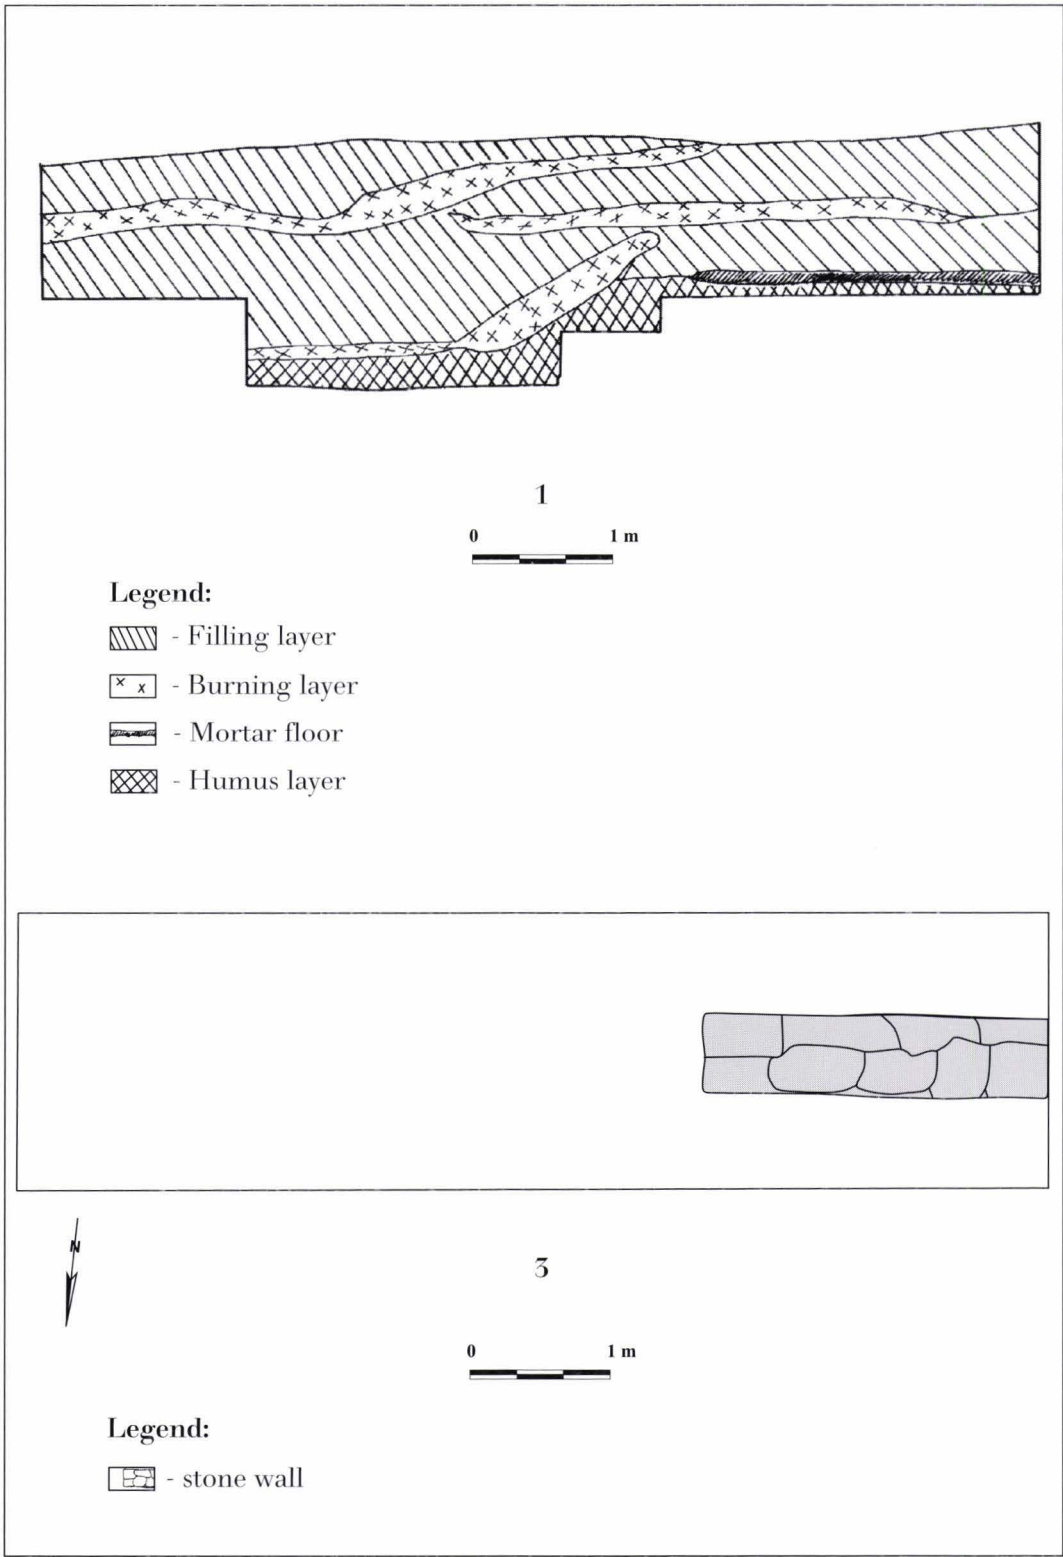 1
0 1 m
Legend:
- Filling layer
- Burning layer
- Mortar floor
- Humus layer
N
3
0 1 m
Legend:
- stone wall